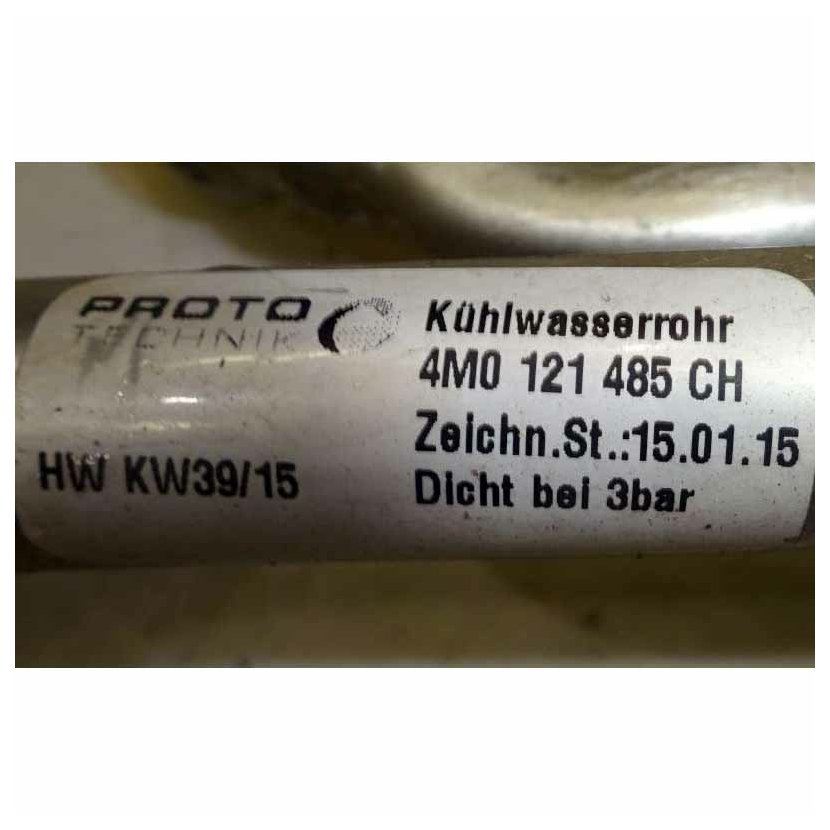 PROTO
TECHNIK
Kühlwasserrohr
4M0 121 485 CH
Zeichn.St.:15.01.15
HW KW39/15
Dicht bei 3bar